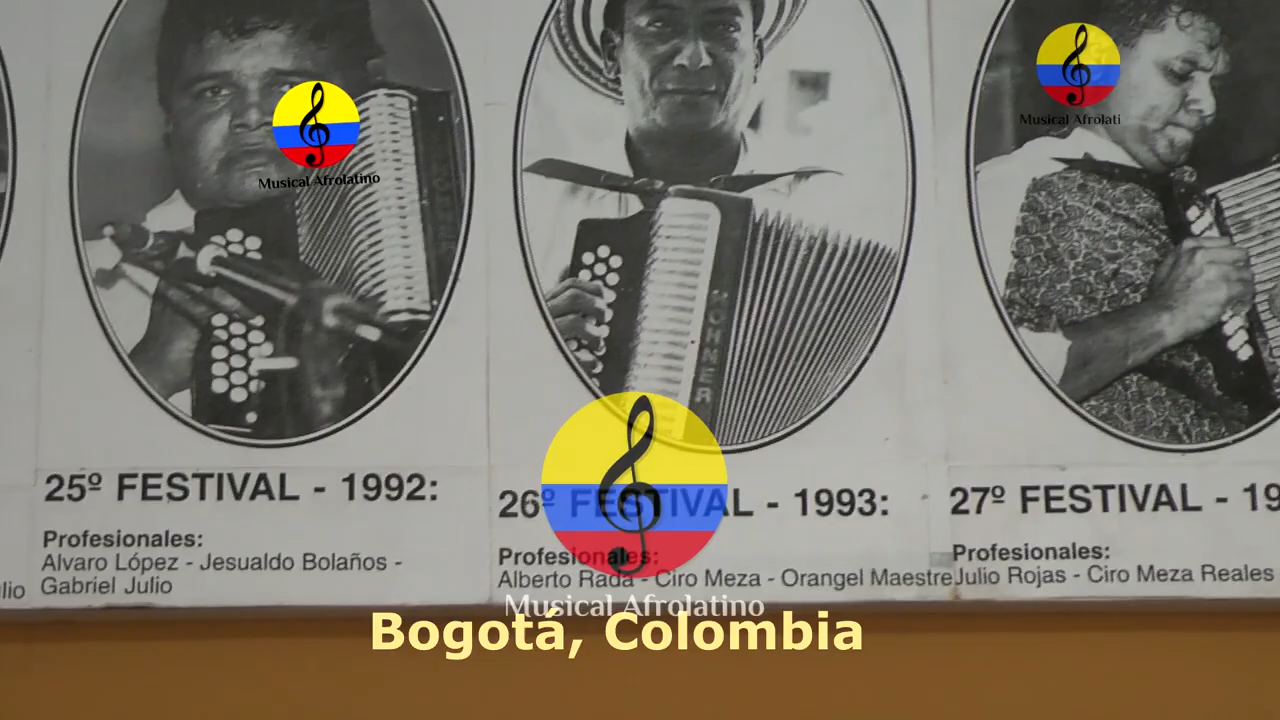 Musical Afrolatino
Musical Afrolati
HOHNER
25º FESTIVAL - 1992:
Profesionales:
Alvaro López - Jesualdo Bolaños -
Gabriel Julio
26º FESTIVAL - 1993:
Profesionales:
Alberto Rada - Ciro Meza - Orangel Maestre
27º FESTIVAL - 19
Profesionales:
Julio Rojas - Ciro Meza Reales
lio
Musical Afrolatino
Bogotá, Colombia